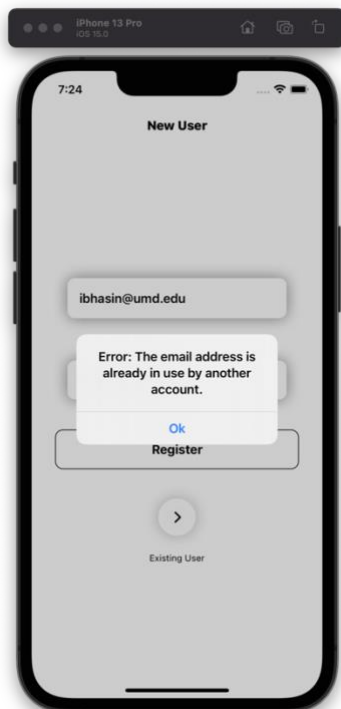 iPhone 13 Pro
iOS 15.0
7:24
New User
ibhasin@umd.edu
Error: The email address is
already in use by another
account.
Ok
Register
Existing User